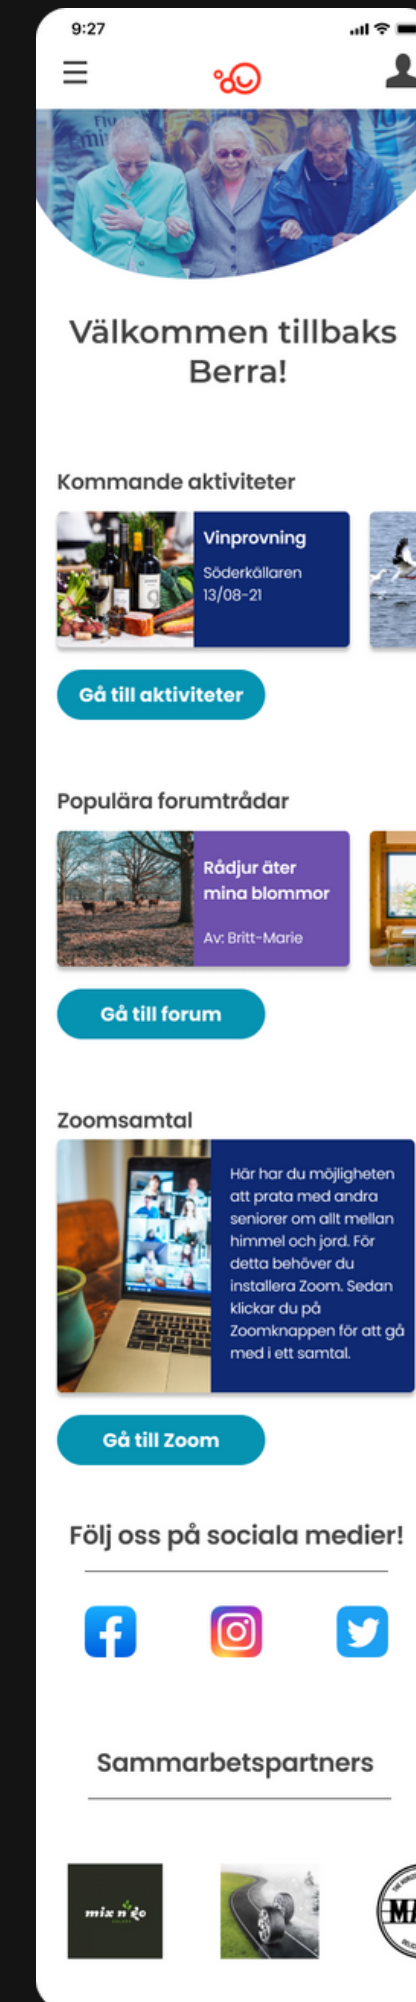 9:27
Välkommen tillbaks
Berra!
Kommande aktiviteter
Vinprovning
Söderkällaren
13/08-21
Gå till aktiviteter
Populära forumtrådar
Rådjur äter
mina blommor
Av: Britt-Marie
Gå till forum
Zoomsamtal
Här har du möjligheten
att prata med andra
seniorer om allt mellan
himmel och jord. För
detta behöver du
installera Zoom. Sedan
klickar du på
Zoomknappen för att gå
med i ett samtal.
Gå till Zoom
Följ oss på sociala medier!
Sammarbetspartners
mix n go